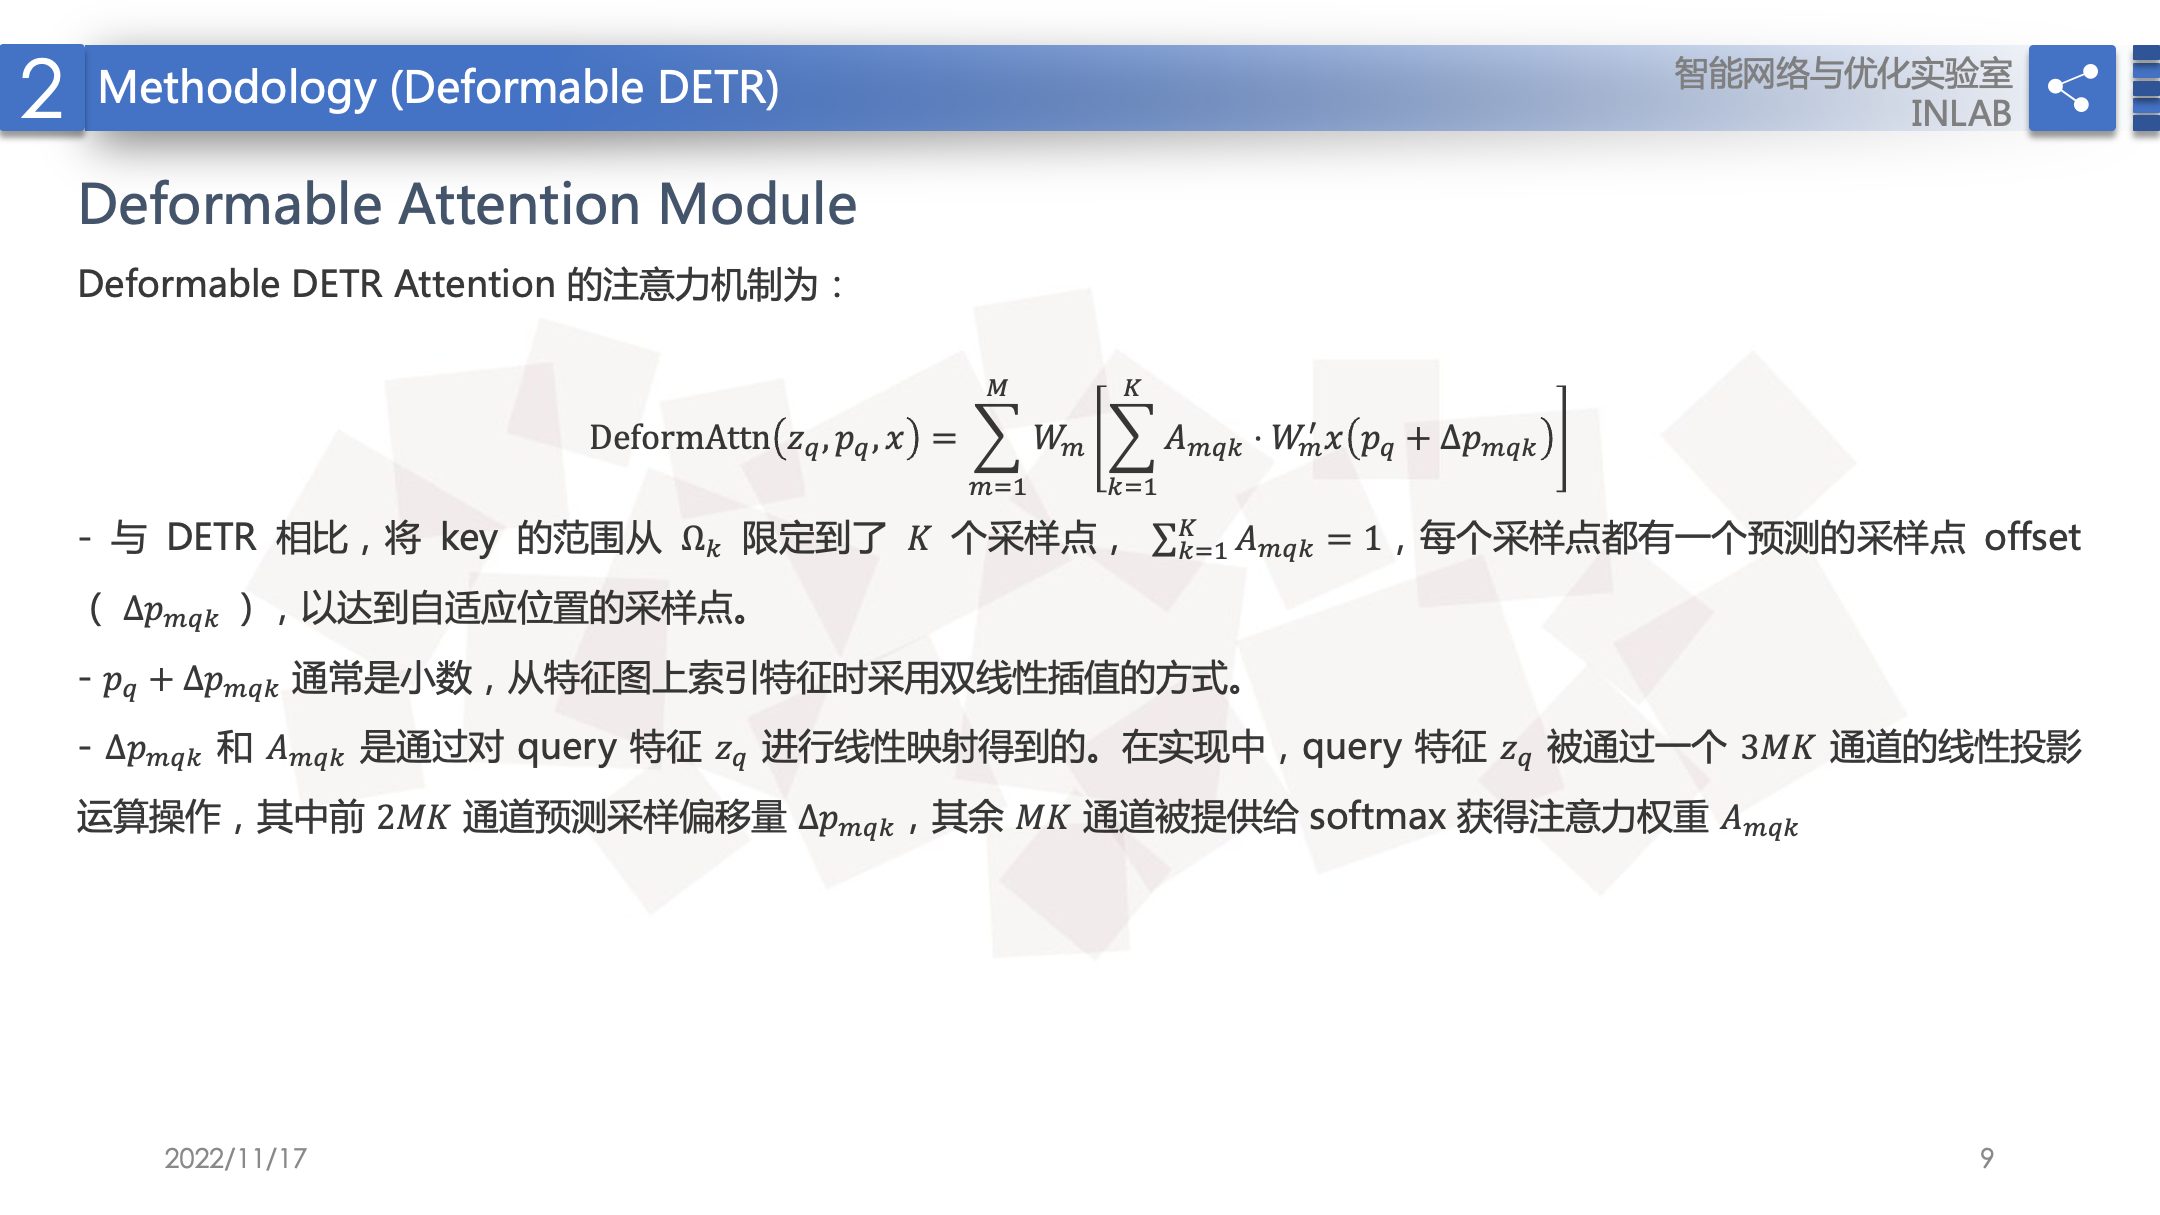 2 Methodology (Deformable DETR)
智能网络与优化实验室
INLAB
Deformable Attention Module
Deformable DETR Attention 的注意力机制为：
$\mathrm{DeformAttn}(z_q, p_q, x) = \sum_{m=1}^{M} W_m \left[ \sum_{k=1}^{K} A_{mqk} \cdot W'_m x(p_q + \Delta p_{mqk}) \right]$
- 与 DETR 相比，将 key 的范围从 $\Omega_k$ 限定到了 $K$ 个采样点， $\sum_{k=1}^{K} A_{mqk} = 1$，每个采样点都有一个预测的采样点 offset
（ $\Delta p_{mqk}$ ），以达到自适应位置的采样点。
- $p_q + \Delta p_{mqk}$ 通常是小数，从特征图上索引特征时采用双线性插值的方式。
- $\Delta p_{mqk}$ 和 $A_{mqk}$ 是通过对 query 特征 $z_q$ 进行线性映射得到的。在实现中，query 特征 $z_q$ 被通过一个 $3MK$ 通道的线性投影
运算操作，其中前 $2MK$ 通道预测采样偏移量 $\Delta p_{mqk}$，其余 $MK$ 通道被提供给 softmax 获得注意力权重 $A_{mqk}$
2022/11/17
9